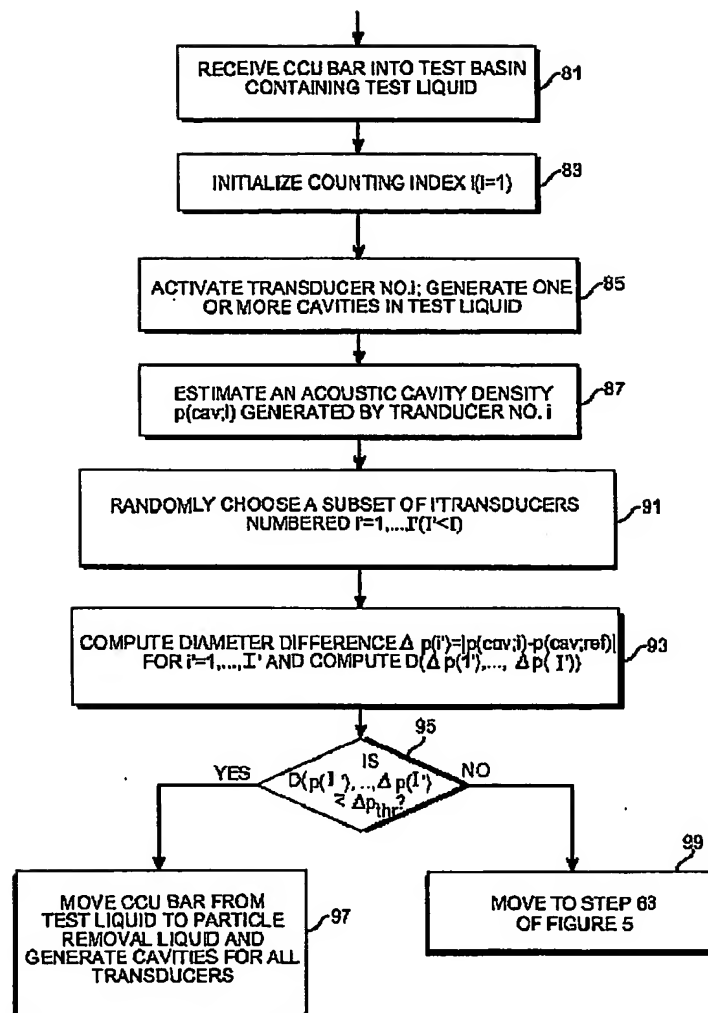 RECEIVE CCU BAR INTO TEST BASIN
CONTAINING TEST LIQUID
81
INITIALIZE COUNTING INDEX I(I=1)
83
ACTIVATE TRANSDUCER NO.I; GENERATE ONE
OR MORE CAVITIES IN TEST LIQUID
85
ESTIMATE AN ACOUSTIC CAVITY DENSITY
p(cav;I) GENERATED BY TRANDUCER NO. i
87
RANDOMLY CHOOSE A SUBSET OF I'TRANSDUCERS
NUMBERED I'=1,...,I'(I'<I)
91
COMPUTE DIAMETER DIFFERENCE Δ p(i')=|p(cav;i)-p(cav;ref)|
FOR i'=1,...,I' AND COMPUTE D(Δ p(1'),..., Δ p( I'))
93
95
IS
YES
D(p(1'),..,Δ p(I')
NO
≤ Δp thr?
99
MOVE CCU BAR FROM
TEST LIQUID TO PARTICLE
REMOVAL LIQUID AND
GENERATE CAVITIES FOR ALL
TRANSDUCERS
97
MOVE TO STEP 63
OF FIGURE 5